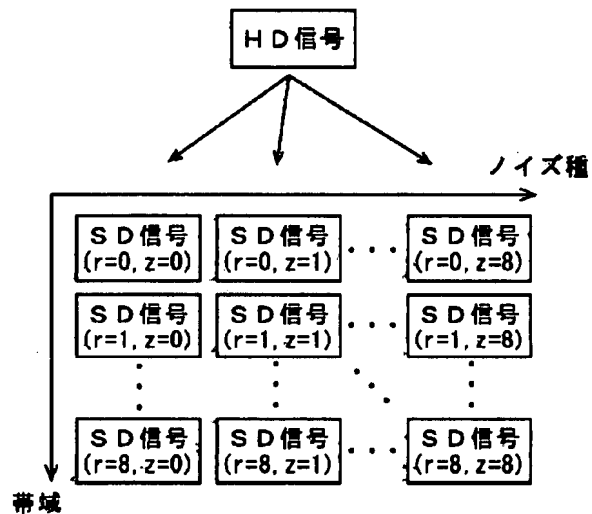 ＨＤ信号
ノイズ種
ＳＤ信号
(r=0, z=0)
ＳＤ信号
(r=0, z=1)
・・・
ＳＤ信号
(r=0, z=8)
ＳＤ信号
(r=1, z=0)
ＳＤ信号
(r=1, z=1)
・・・
ＳＤ信号
(r=1, z=8)
ＳＤ信号
(r=8, z=0)
ＳＤ信号
(r=8, z=1)
・・・
ＳＤ信号
(r=8, z=8)
帯域